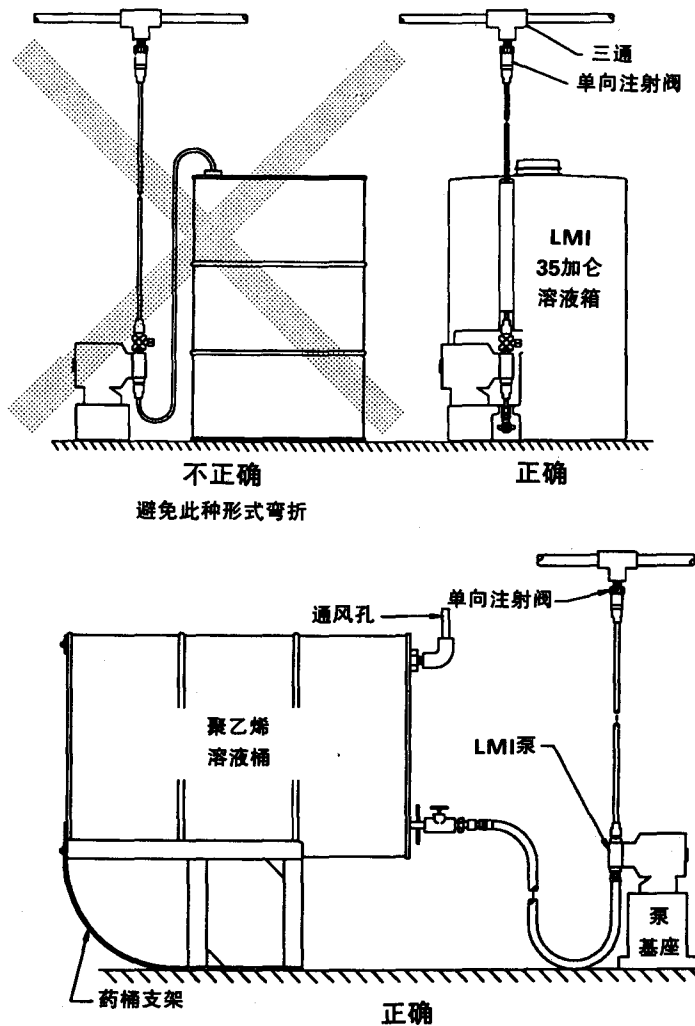 三通
单向注射阀
LMI
35加仑
溶液箱
不正确
正确
避免此种形式弯折
通风孔
单向注射阀
聚乙烯
溶液桶
LMI泵
泵
基座
药桶支架
正确